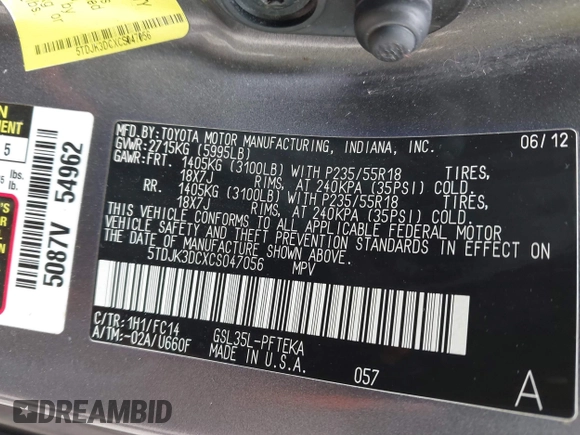 5TDJK3DCXCS047056
5
lbs.
lbs.
5087V 54962
MFD.BY:TOYOTA MOTOR MANUFACTURING, INDIANA, INC. 06/12
GVWR:2715KG (5995LB)
GAWR:FRT. 1405KG (3100LB) WITH P235/55R18 TIRES,
18X7J RIMS, AT 240KPA (35PSI) COLD.
RR. 1405KG (3100LB) WITH P235/55R18 TIRES,
18X7J RIMS, AT 240KPA (35PSI) COLD.
THIS VEHICLE CONFORMS TO ALL APPLICABLE FEDERAL MOTOR
VEHICLE SAFETY AND THEFT PREVENTION STANDARDS IN EFFECT ON
THE DATE OF MANUFACTURE SHOWN ABOVE.
5TDJK3DCXCS047056 MPV
C/TR: 1H1/FC14 GSL35L-PFTEKA
A/TM:-02A/U660F MADE IN U.S.A.
057 A
DREAMBID